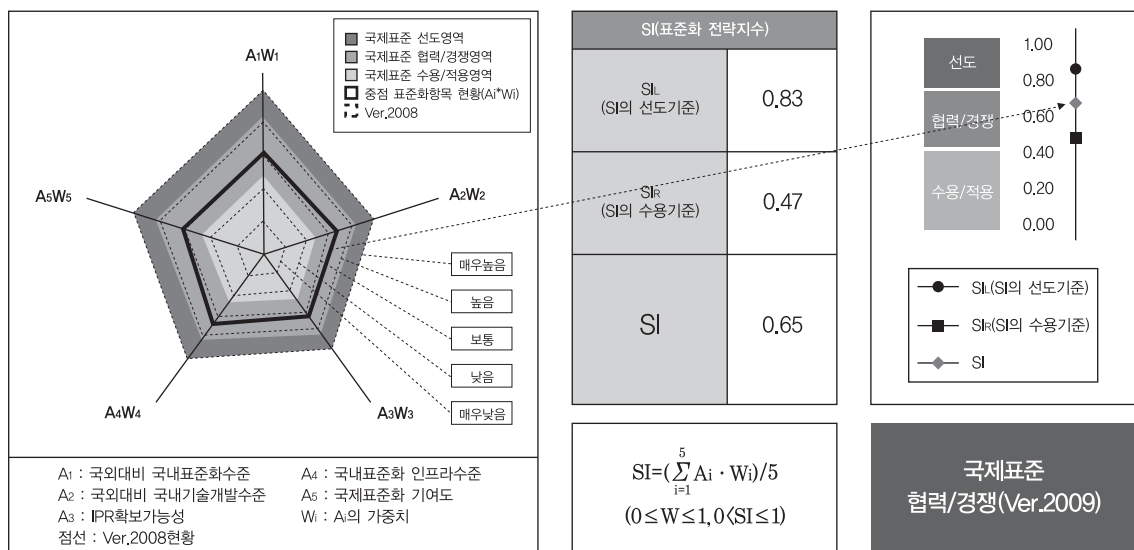 국제표준 선도영역
국제표준 협력/경쟁영역
국제표준 수용/적용영역
중점 표준화항목 현황(Ai*Wi)
Ver.2008
A1W1
A2W2
A3W3
A4W4
A5W5
매우높음
높음
보통
낮음
매우낮음
A1 : 국외대비 국내표준화수준
A2 : 국외대비 국내기술개발수준
A3 : IPR확보가능성
점선 : Ver.2008현황
A4 : 국내표준화 인프라수준
A5 : 국제표준화 기여도
Wi : Ai의 가중치
SI(표준화 전략지수)
SIL
(SI의 선도기준)
0.83
SIR
(SI의 수용기준)
0.47
SI
0.65
SI=(∑Ai · Wi)/5
5
i=1
(0≤W≤1, 0<SI≤1)
선도
협력/경쟁
수용/적용
1.00
0.80
0.60
0.40
0.20
0.00
SIL(SI의 선도기준)
SIR(SI의 수용기준)
SI
국제표준
협력/경쟁(Ver.2009)